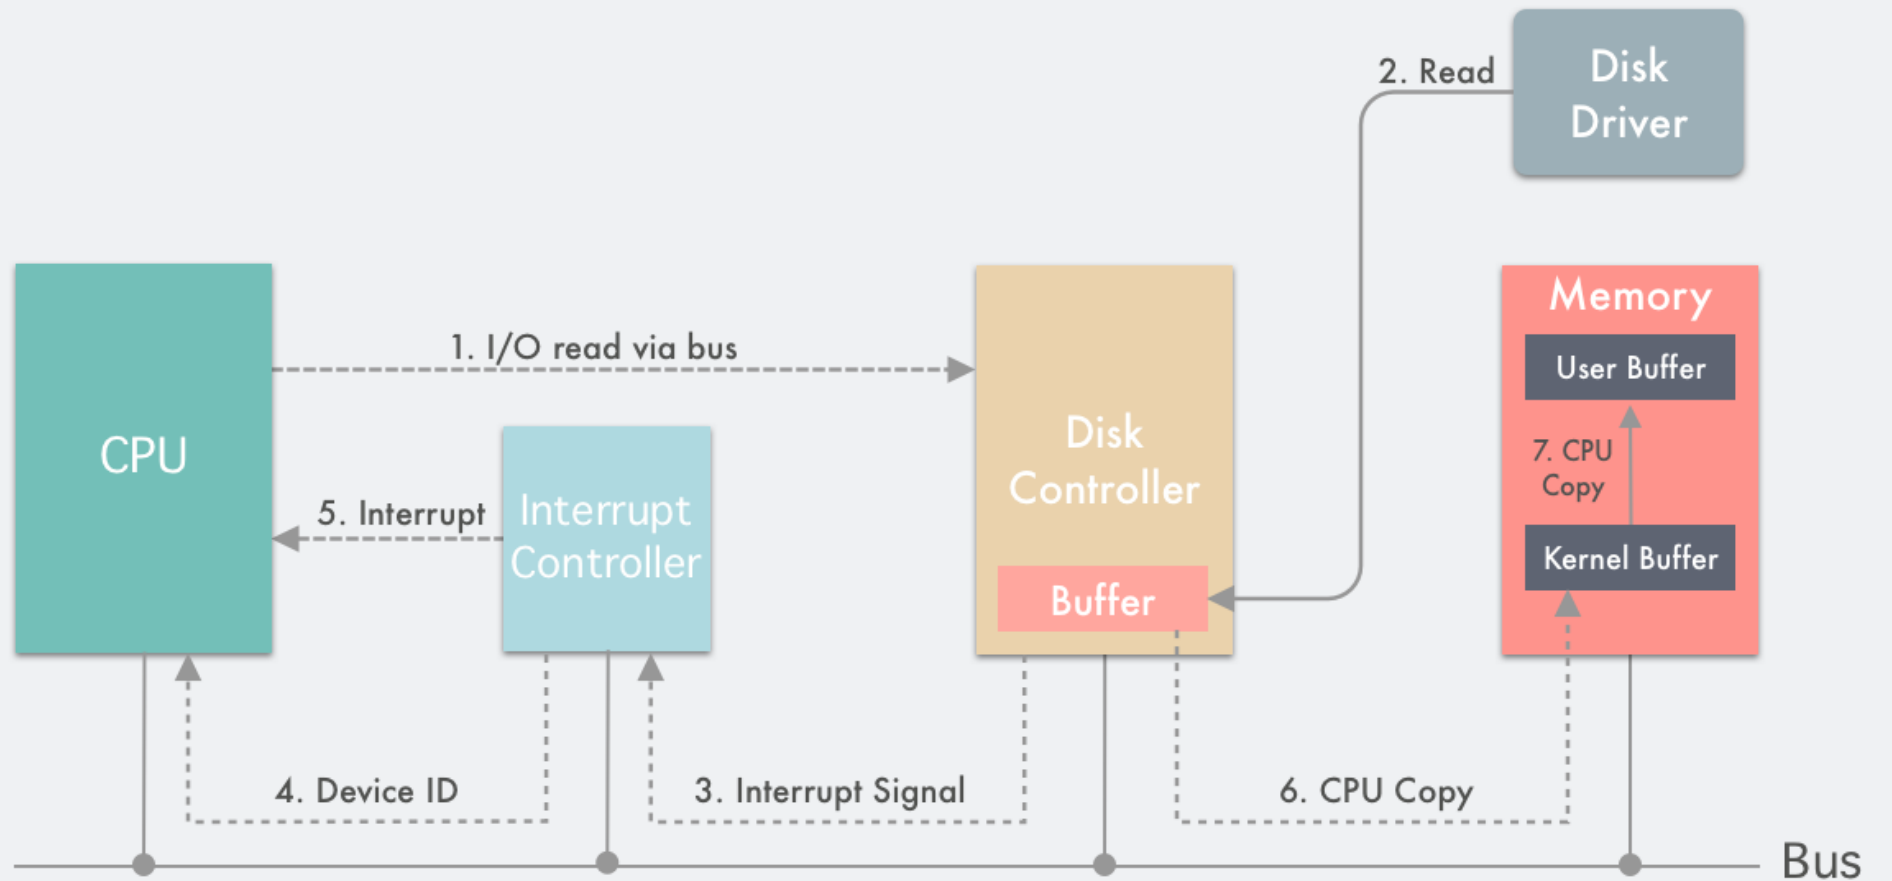 2. Read
Disk
Driver
1. I/O read via bus
Memory
User Buffer
CPU
Disk
Controller
7. CPU
Copy
5. Interrupt
Interrupt
Controller
Kernel Buffer
Buffer
4. Device ID
3. Interrupt Signal
6. CPU Copy
Bus